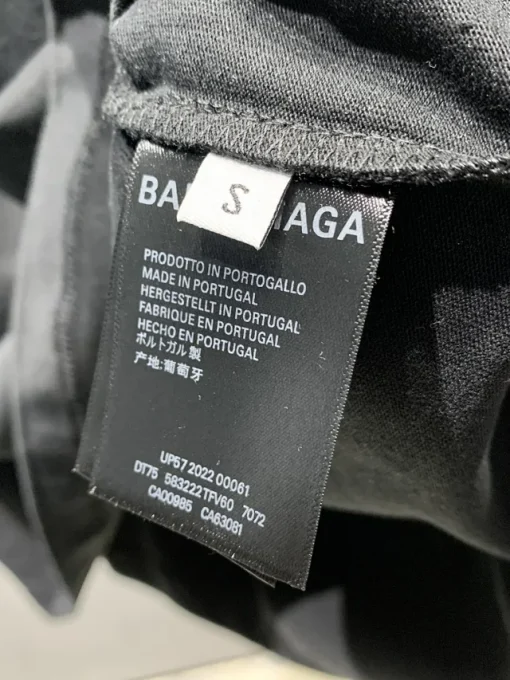 S
BA NAGA
PRODOTTO IN PORTOGALLO
MADE IN PORTUGAL
HERGESTELLT IN PORTUGAL
FABRIQUE EN PORTUGAL
HECHO EN PORTUGAL
ポルトガル製
产地:葡萄牙
UP57 2022 00061
DT75 583222TFV60 7072
CA00985 CA63081